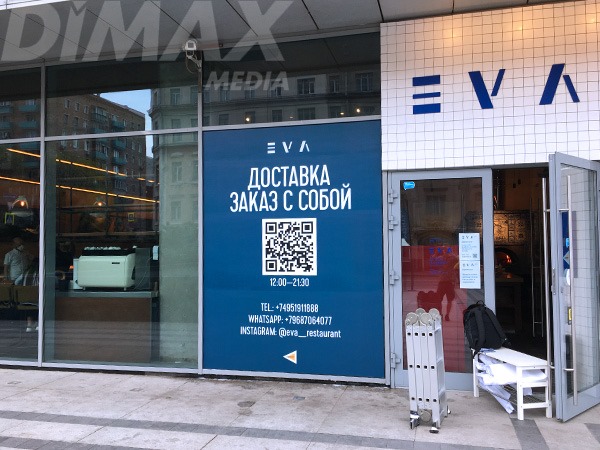 DiMAX
MEDIA
EVA
EVA
ДОСТАВКА
ЗАКАЗ С СОБОЙ
12:00—21:30
TEL.: +74951911888
WHATSAPP: +79687064077
INSTAGRAM: @eva__restaurant